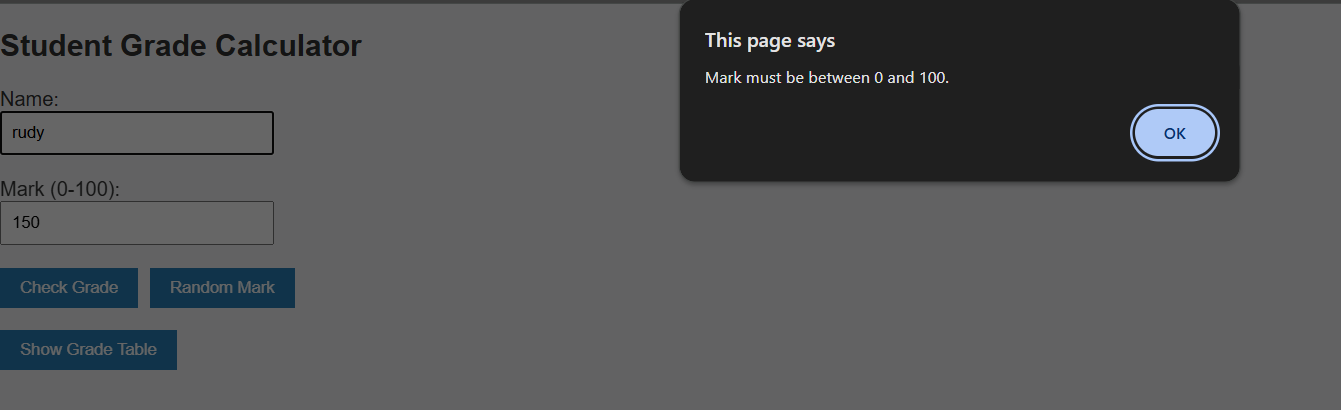 Student Grade Calculator
Name:
rudy
Mark (0-100):
150
Check Grade
Random Mark
Show Grade Table
This page says
Mark must be between 0 and 100.
OK